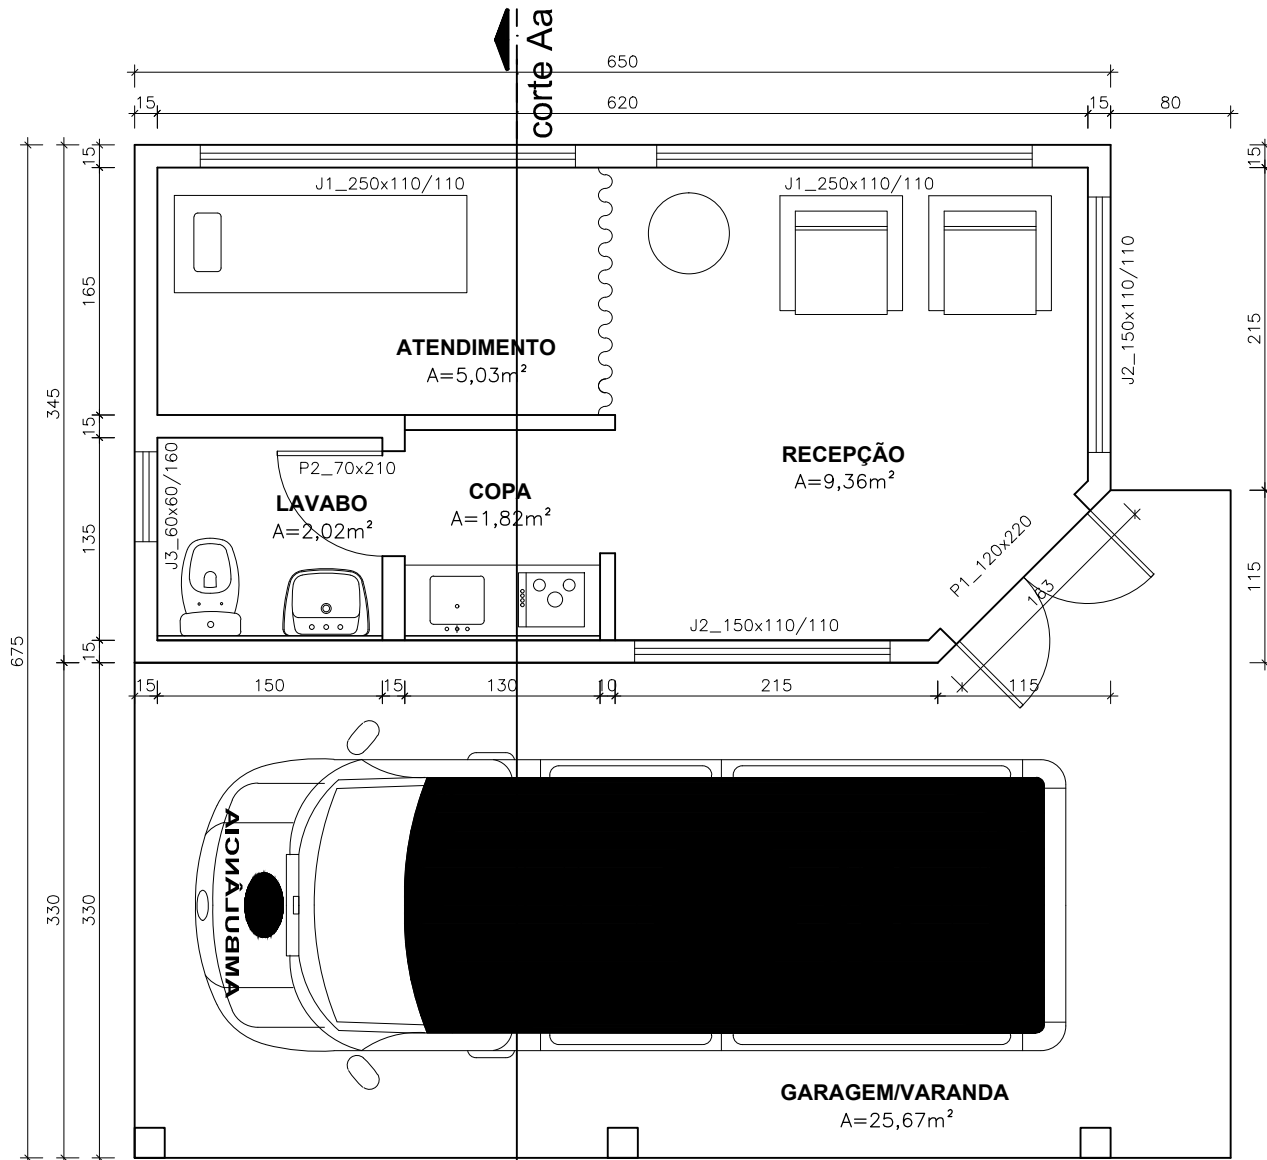 corte Aa
650
15
620
15
80
15
15
J1_250x110/110
J1_250x110/110
165
J2_150x110/110
215
ATENDIMENTO
A=5,03m²
345
15
RECEPÇÃO
A=9,36m²
P2_70x210
J3_60x60/160
LAVABO
A=2,02m²
COPA
A=1,82m²
135
P1_120x220
163
115
J2_150x110/110
675
15
15
150
15
130
10
215
115
AMBULÂNCIA
330
330
GARAGEM/VARANDA
A=25,67m²